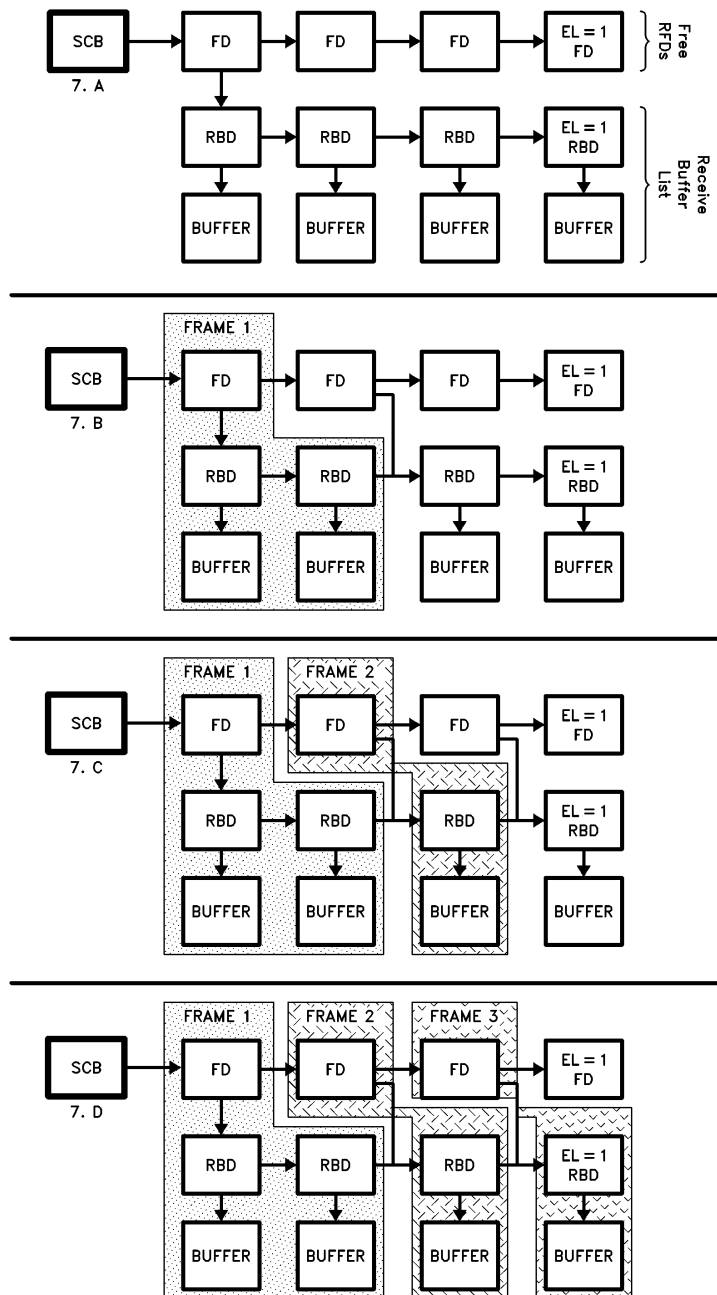 SCB
FD
FD
FD
EL = 1
FD
Free
RFDs
7. A
RBD
RBD
RBD
EL = 1
RBD
Receive
Buffer
List
BUFFER
BUFFER
BUFFER
BUFFER
FRAME 1
SCB
FD
FD
FD
EL = 1
FD
7. B
RBD
RBD
RBD
EL = 1
RBD
BUFFER
BUFFER
BUFFER
BUFFER
FRAME 1
FRAME 2
SCB
FD
FD
FD
EL = 1
FD
7. C
RBD
RBD
RBD
EL = 1
RBD
BUFFER
BUFFER
BUFFER
BUFFER
FRAME 1
FRAME 2
FRAME 3
SCB
FD
FD
FD
EL = 1
FD
7. D
RBD
RBD
RBD
EL = 1
RBD
BUFFER
BUFFER
BUFFER
BUFFER